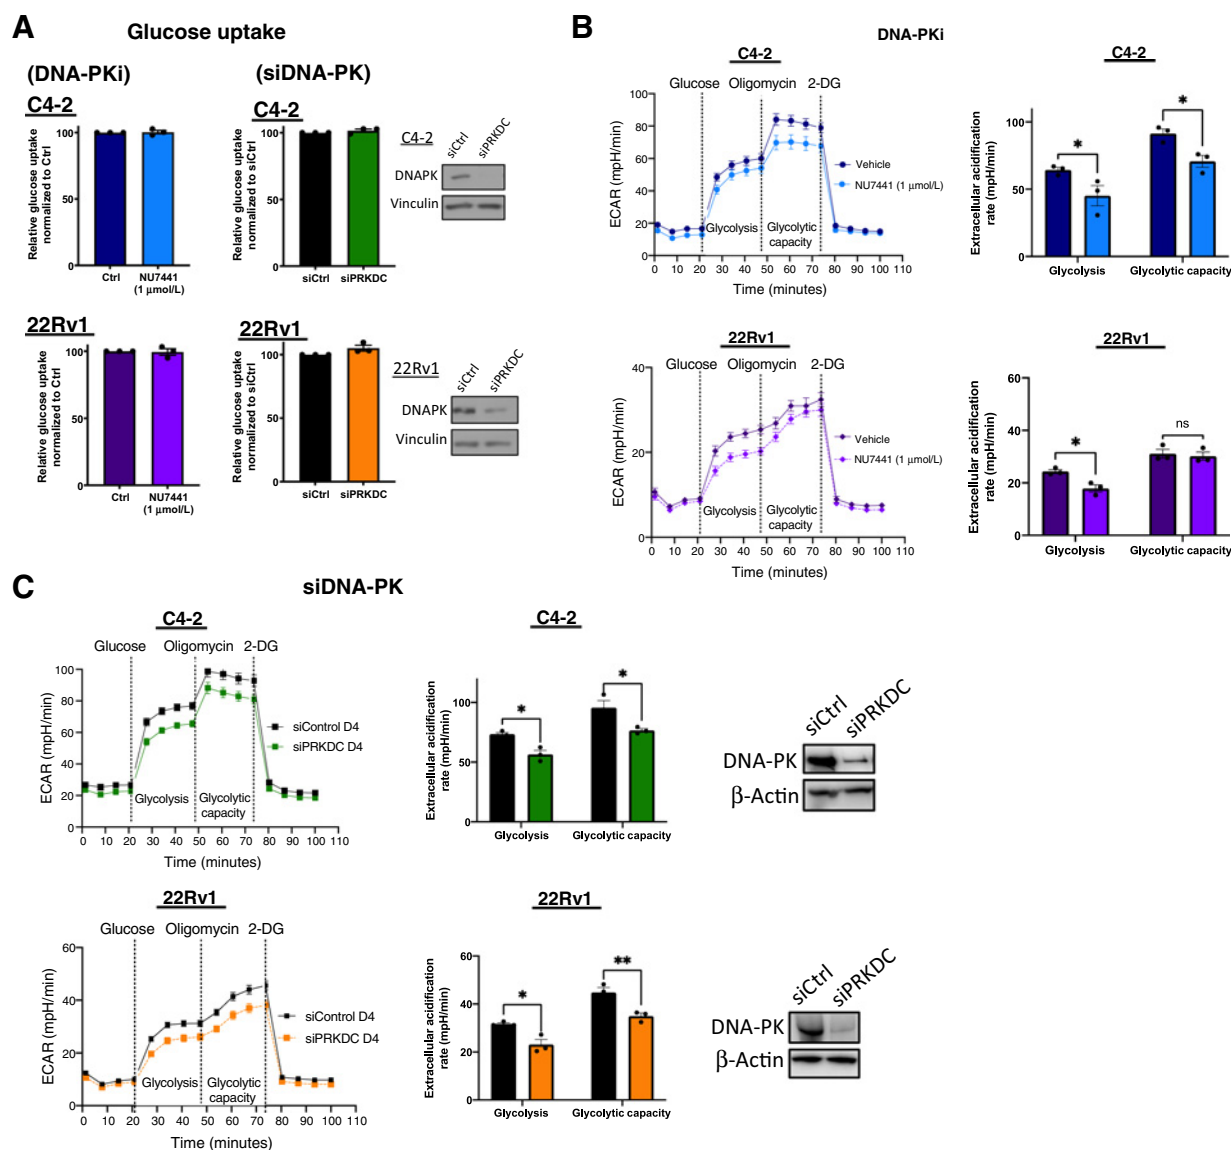 A
Glucose uptake
(DNA-PKi)
(siDNA-PK)
C4-2
Relative glucose uptake
normalized to Ctrl
100
50
0
Ctrl
NU7441
(1 μmol/L)
C4-2
Relative glucose uptake
normalized to siCtrl
100
50
0
siCtrl
siPRKDC
C4-2
siCtrl
siPRKDC
DNAPK
Vinculin
22Rv1
Relative glucose uptake
normalized to Ctrl
100
50
0
Ctrl
NU7441
(1 μmol/L)
22Rv1
Relative glucose uptake
normalized to siCtrl
100
50
0
siCtrl
siPRKDC
22Rv1
siCtrl
siPRKDC
DNAPK
Vinculin
B
DNA-PKi
C4-2
Glucose
Oligomycin
2-DG
ECAR (mpH/min)
100
80
60
40
20
0
Vehicle
NU7441 (1 μmol/L)
Glycolysis
Glycolytic
capacity
0 10 20 30 40 50 60 70 80 90 100 110
Time (minutes)
C4-2
Extracellular acidification
rate (mpH/min)
100
50
0
*
*
Glycolysis
Glycolytic capacity
22Rv1
Glucose
Oligomycin
2-DG
ECAR (mpH/min)
40
20
0
Vehicle
NU7441 (1 μmol/L)
Glycolysis
Glycolytic
capacity
0 10 20 30 40 50 60 70 80 90 100 110
Time (minutes)
22Rv1
Extracellular acidification
rate (mpH/min)
60
40
20
0
*
ns
Glycolysis
Glycolytic capacity
C
siDNA-PK
C4-2
Glucose
Oligomycin
2-DG
ECAR (mpH/min)
100
80
60
40
20
0
siControl D4
siPRKDC D4
Glycolysis
Glycolytic
capacity
0 10 20 30 40 50 60 70 80 90 100 110
Time (minutes)
C4-2
Extracellular acidification
rate (mpH/min)
100
50
0
*
*
Glycolysis
Glycolytic capacity
siCtrl
siPRKDC
DNA-PK
β-Actin
22Rv1
Glucose
Oligomycin
2-DG
ECAR (mpH/min)
60
40
20
0
siControl D4
siPRKDC D4
Glycolysis
Glycolytic
capacity
0 10 20 30 40 50 60 70 80 90 100 110
Time (minutes)
22Rv1
Extracellular acidification
rate (mpH/min)
60
40
20
0
*
**
Glycolysis
Glycolytic capacity
siCtrl
siPRKDC
DNA-PK
β-Actin